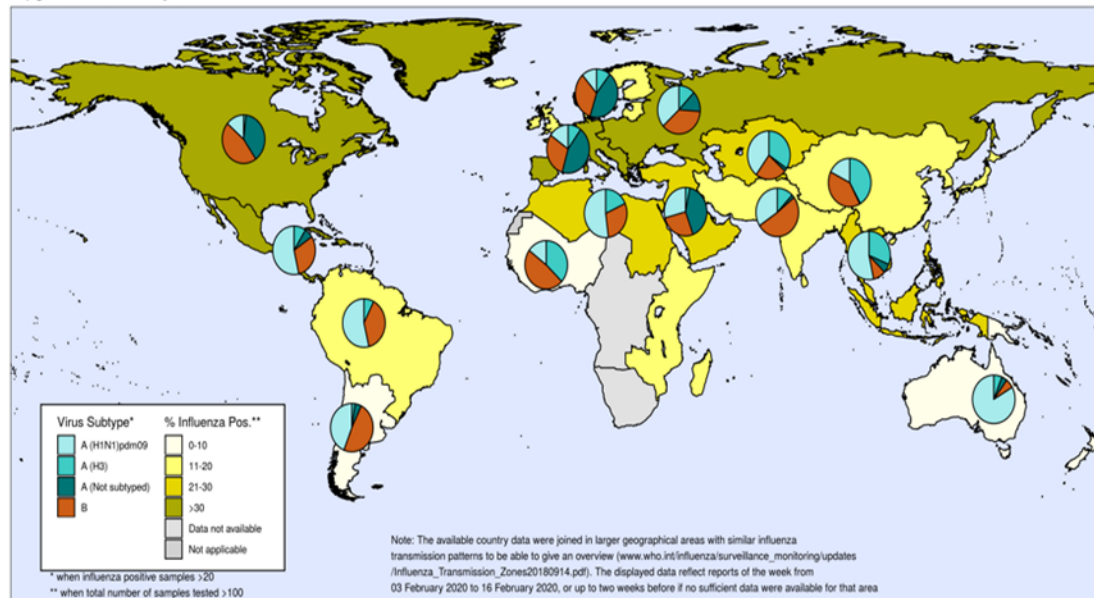 Virus Subtype*
A (H1N1)pdm09
A (H3)
A (Not subtyped)
B
% Influenza Pos.**
0-10
11-20
21-30
>30
Data not available
Not applicable
* when influenza positive samples >20
** when total number of samples tested >100
Note: The available country data were joined in larger geographical areas with similar influenza
transmission patterns to be able to give an overview (www.who.int/influenza/surveillance_monitoring/updates
/Influenza_Transmission_Zones20180914.pdf). The displayed data reflect reports of the week from
03 February 2020 to 16 February 2020, or up to two weeks before if no sufficient data were available for that area